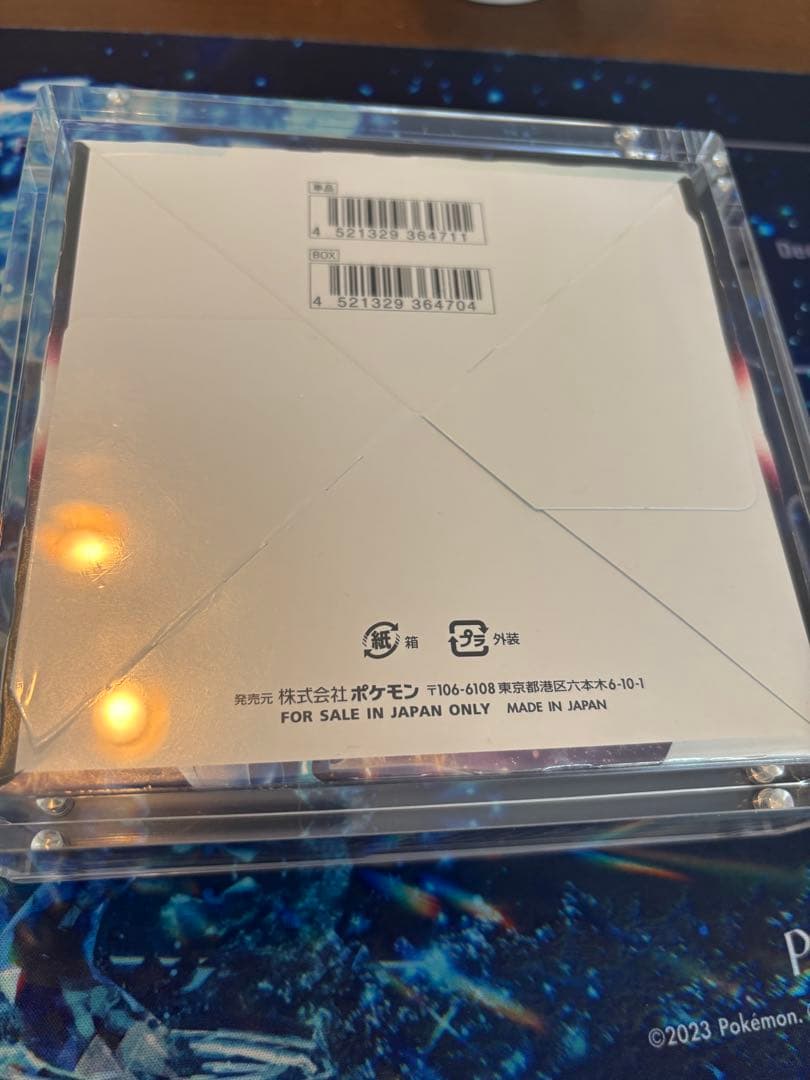 単品
4 521329 364711
BOX
4 521329 364704
紙 箱 プラ 外装
発売元 株式会社ポケモン 〒106-6108 東京都港区六本木6-10-1
FOR SALE IN JAPAN ONLY MADE IN JAPAN
©2023 Pokémon.